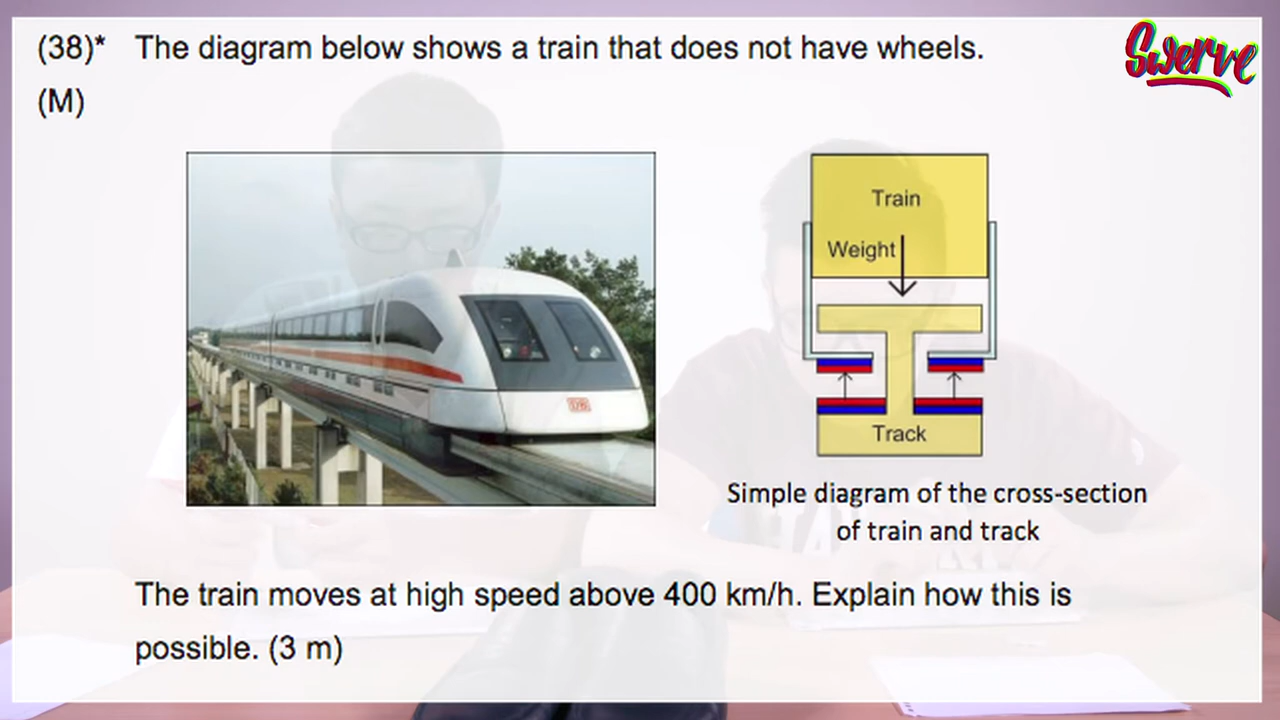 Swerve
(38)* The diagram below shows a train that does not have wheels.
(M)
Train
Weight
Track
Simple diagram of the cross-section
of train and track
The train moves at high speed above 400 km/h. Explain how this is
possible. (3 m)